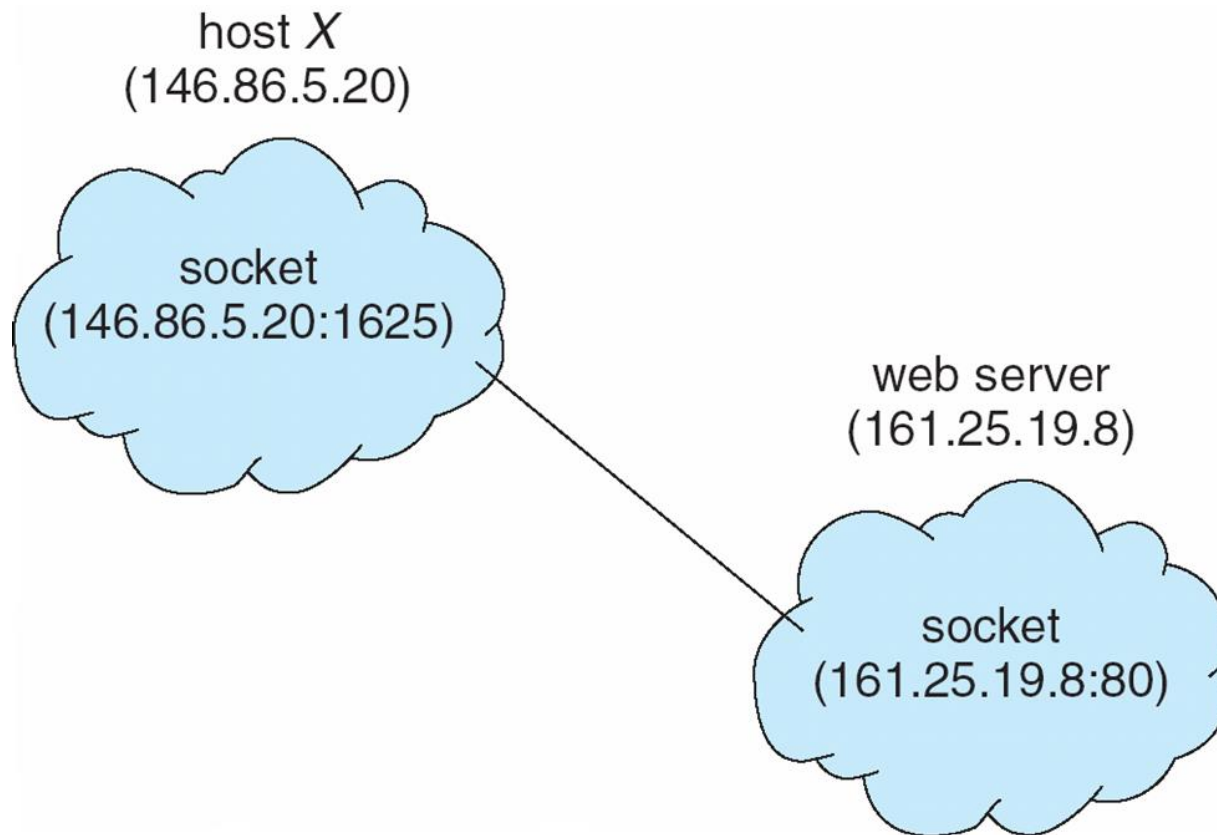 host X
(146.86.5.20)
socket
(146.86.5.20:1625)
web server
(161.25.19.8)
socket
(161.25.19.8:80)